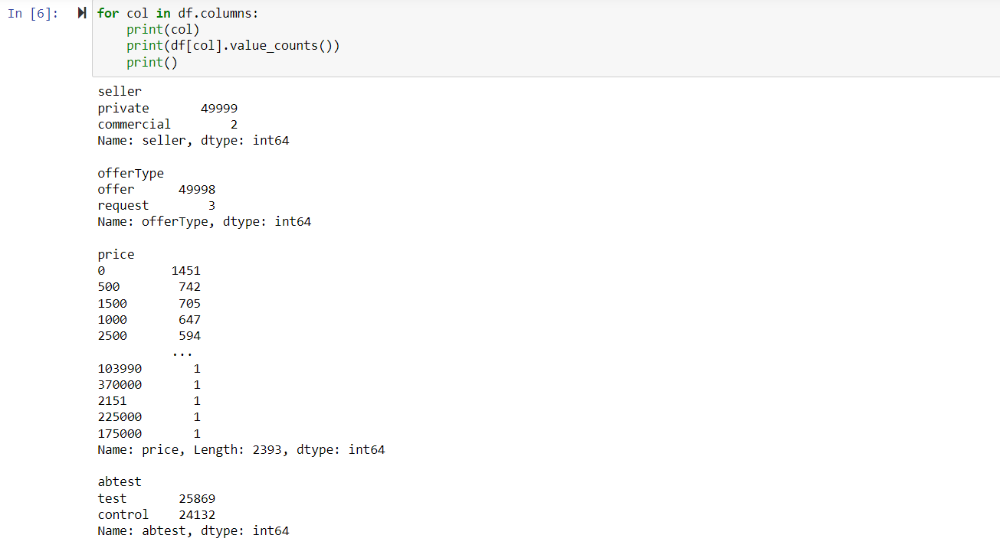 In [6]:
for col in df.columns:
    print(col)
    print(df[col].value_counts())
    print()
seller
private       49999
commercial        2
Name: seller, dtype: int64
offerType
offer      49998
request        3
Name: offerType, dtype: int64
price
0         1451
500        742
1500       705
1000       647
2500       594
          ...
103990       1
370000       1
2151         1
225000       1
175000       1
Name: price, Length: 2393, dtype: int64
abtest
test       25869
control    24132
Name: abtest, dtype: int64